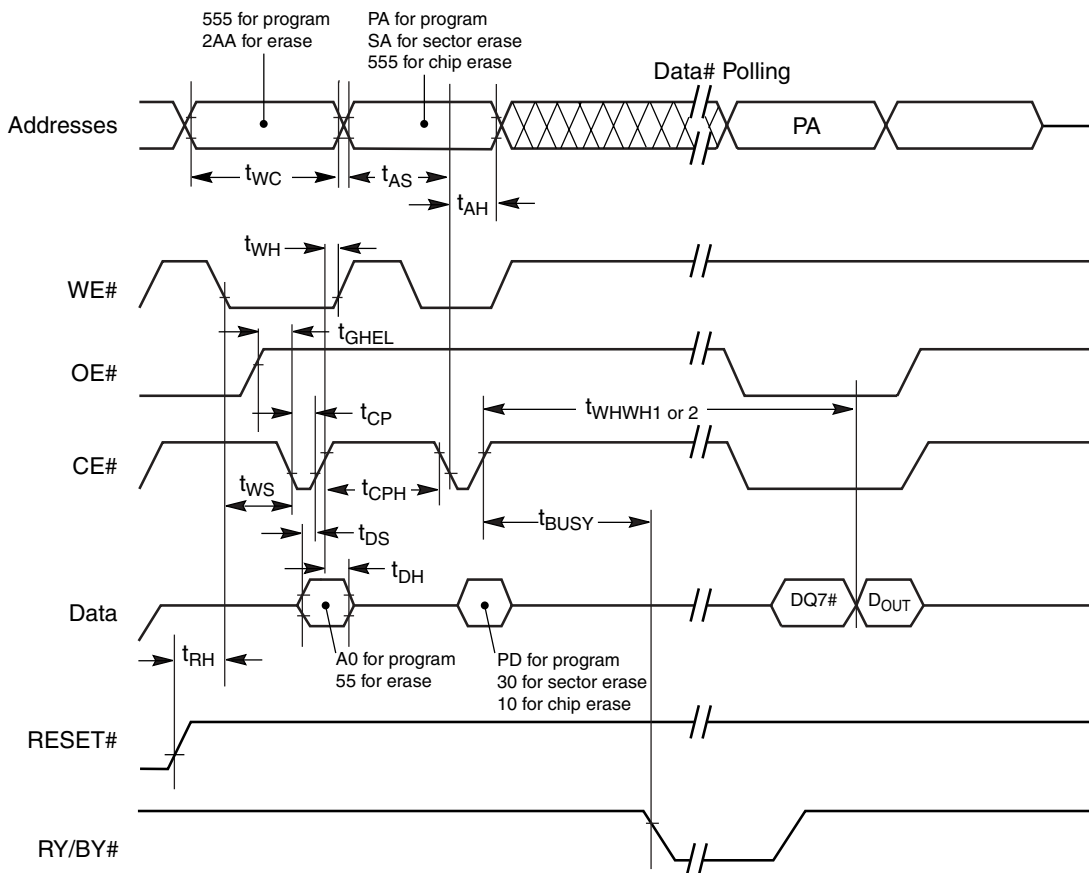 555 for program
2AA for erase
PA for program
SA for sector erase
555 for chip erase
Data# Polling
Addresses
PA
tWC
tAS
tAH
tWH
WE#
tGHEL
OE#
tWHWH1 or 2
tCP
CE#
tWS
tCPH
tBUSY
tDS
tDH
Data
DQ7#
DOUT
tRH
A0 for program
55 for erase
PD for program
30 for sector erase
10 for chip erase
RESET#
RY/BY#